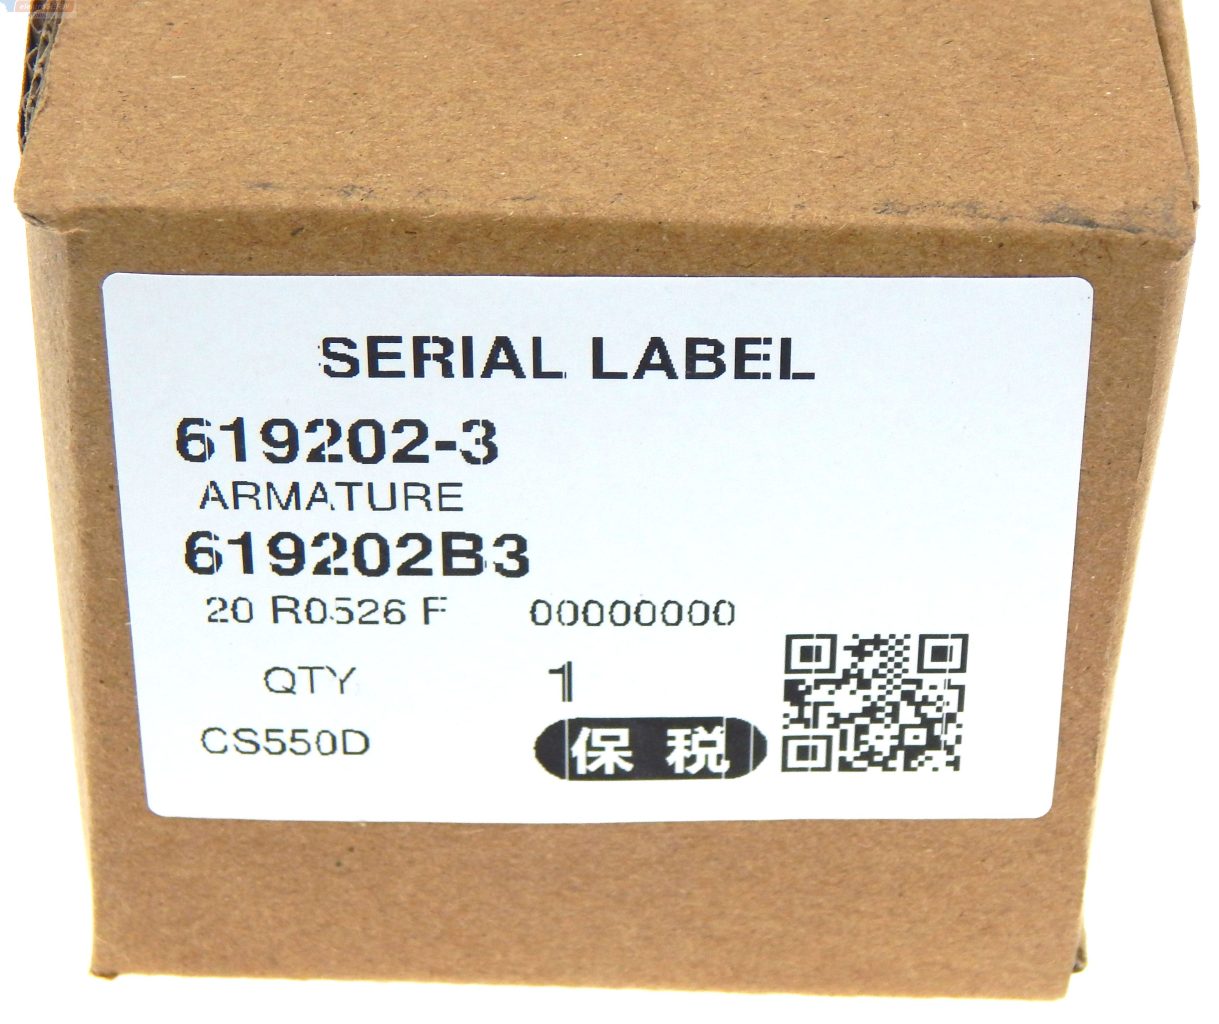 SERIAL LABEL
619202-3
ARMATURE
619202B3
20 R0526 F 00000000
QTY 1
CS550D
保税